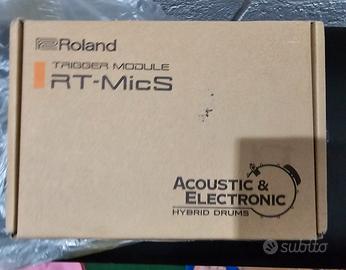 Roland
TRIGGER MODULE
RT-MicS
ACOUSTIC &
ELECTRONIC
HYBRID DRUMS
subito